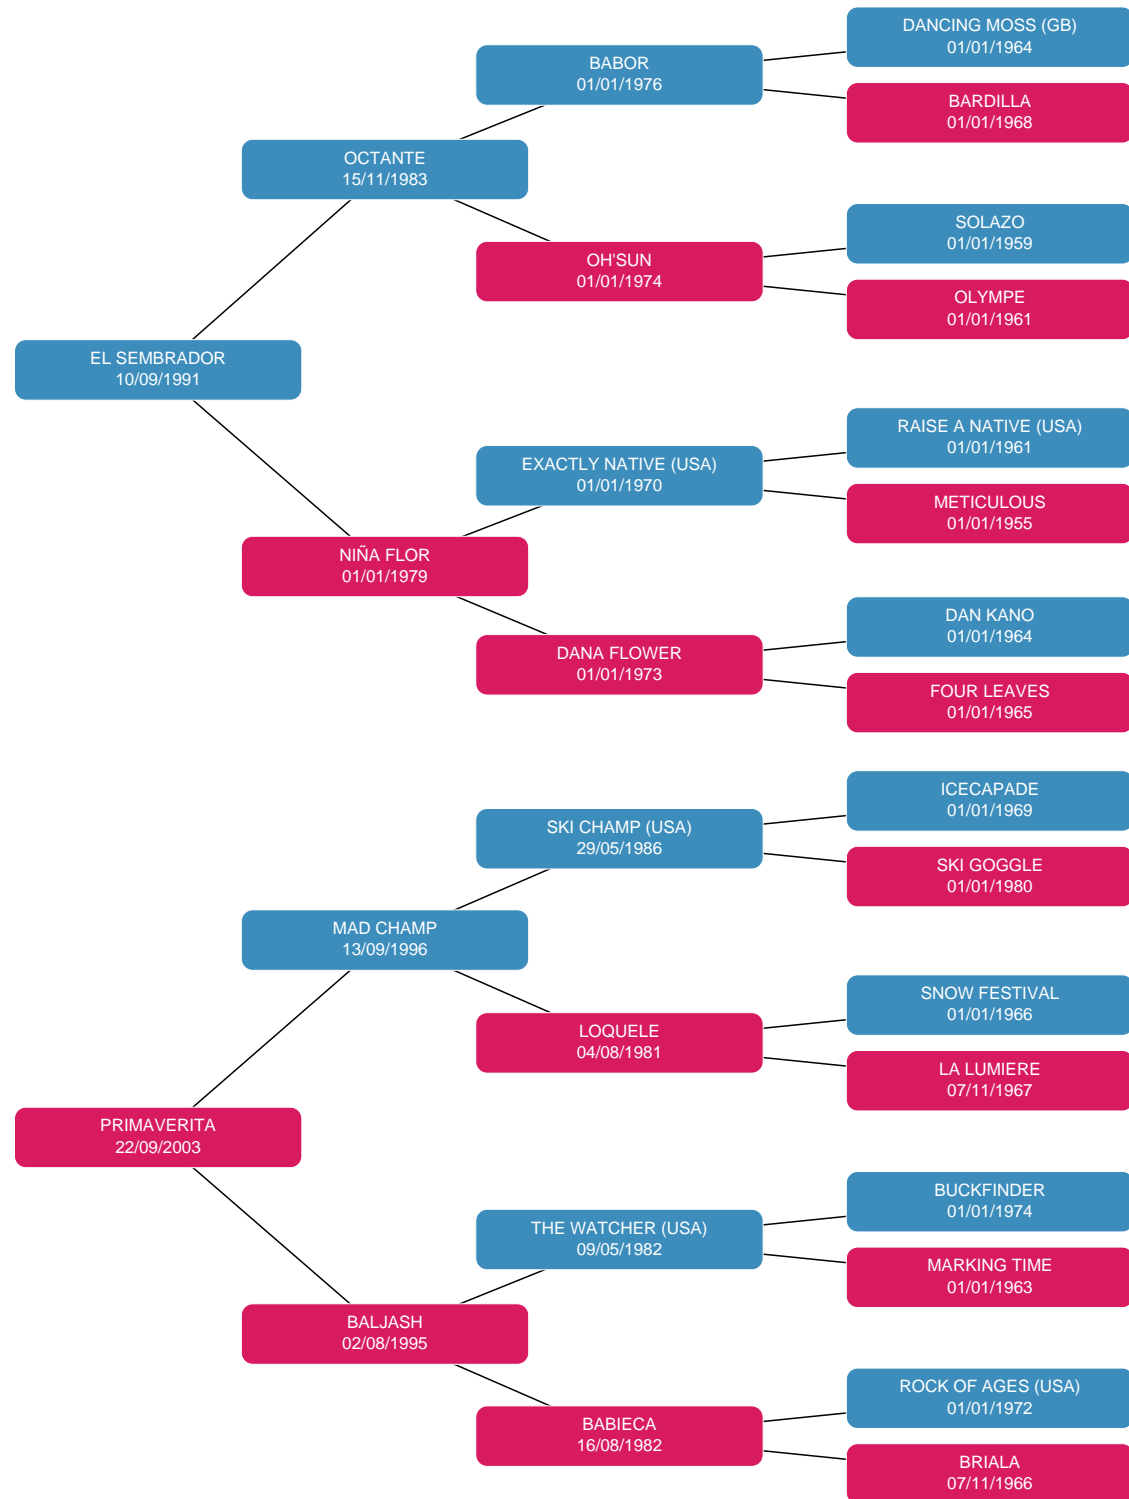 DANCING MOSS (GB)
01/01/1964
BABOR
01/01/1976
BARDILLA
01/01/1968
OCTANTE
15/11/1983
SOLAZO
01/01/1959
OH'SUN
01/01/1974
OLYMPE
01/01/1961
EL SEMBRADOR
10/09/1991
RAISE A NATIVE (USA)
01/01/1961
EXACTLY NATIVE (USA)
01/01/1970
METICULOUS
01/01/1955
NIÑA FLOR
01/01/1979
DAN KANO
01/01/1964
DANA FLOWER
01/01/1973
FOUR LEAVES
01/01/1965
ICECAPADE
01/01/1969
SKI CHAMP (USA)
29/05/1986
SKI GOGGLE
01/01/1980
MAD CHAMP
13/09/1996
SNOW FESTIVAL
01/01/1966
LOQUELE
04/08/1981
LA LUMIERE
07/11/1967
PRIMAVERITA
22/09/2003
BUCKFINDER
01/01/1974
THE WATCHER (USA)
09/05/1982
MARKING TIME
01/01/1963
BALJASH
02/08/1995
ROCK OF AGES (USA)
01/01/1972
BABIECA
16/08/1982
BRIALA
07/11/1966